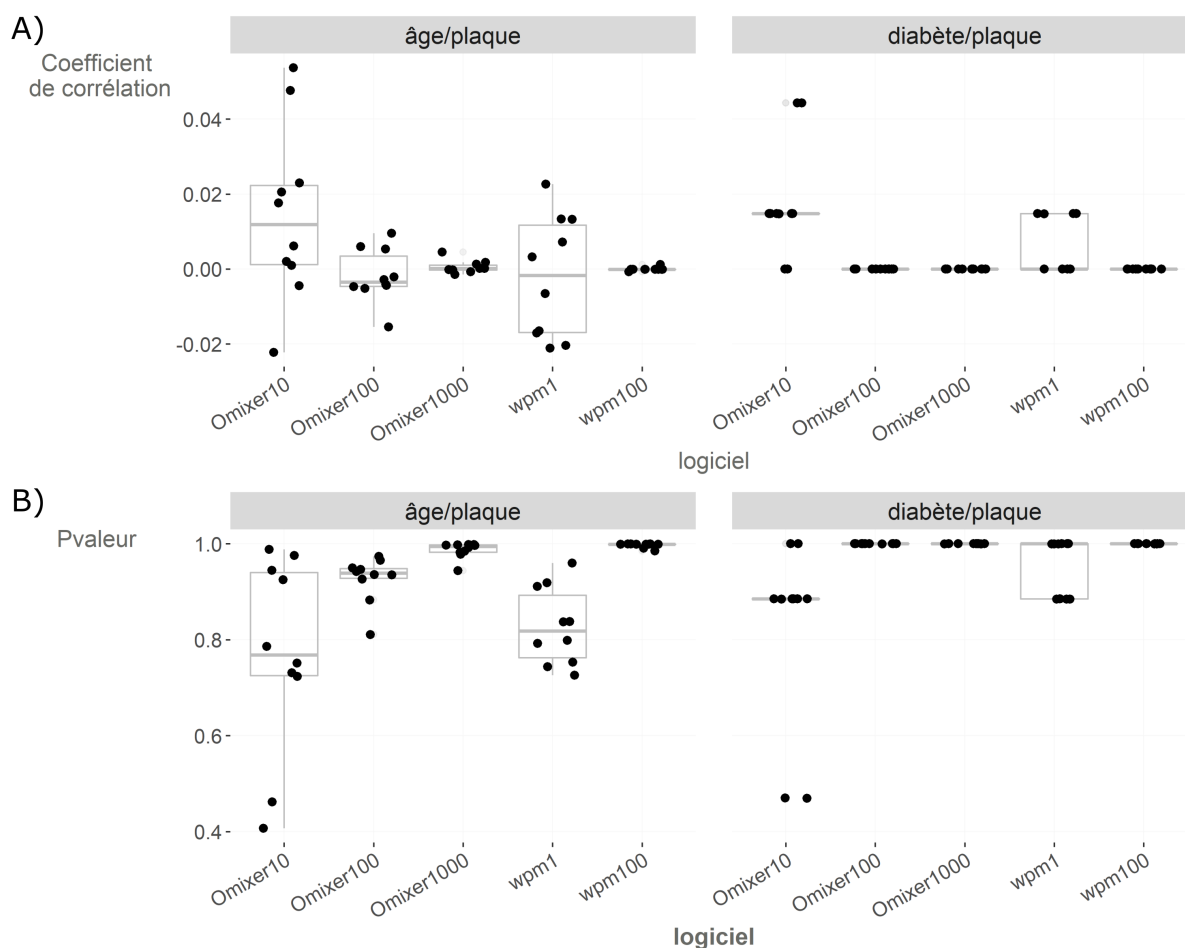 A)
âge/plaque
diabète/plaque
Coefficient
de corrélation
0.04
0.02
0.00
-0.02
Omixer10
Omixer100
Omixer1000
wpm1
wpm100
Omixer10
Omixer100
Omixer1000
wpm1
wpm100
logiciel
B)
âge/plaque
diabète/plaque
Pvaleur
1.0
0.8
0.6
0.4
Omixer10
Omixer100
Omixer1000
wpm1
wpm100
Omixer10
Omixer100
Omixer1000
wpm1
wpm100
logiciel